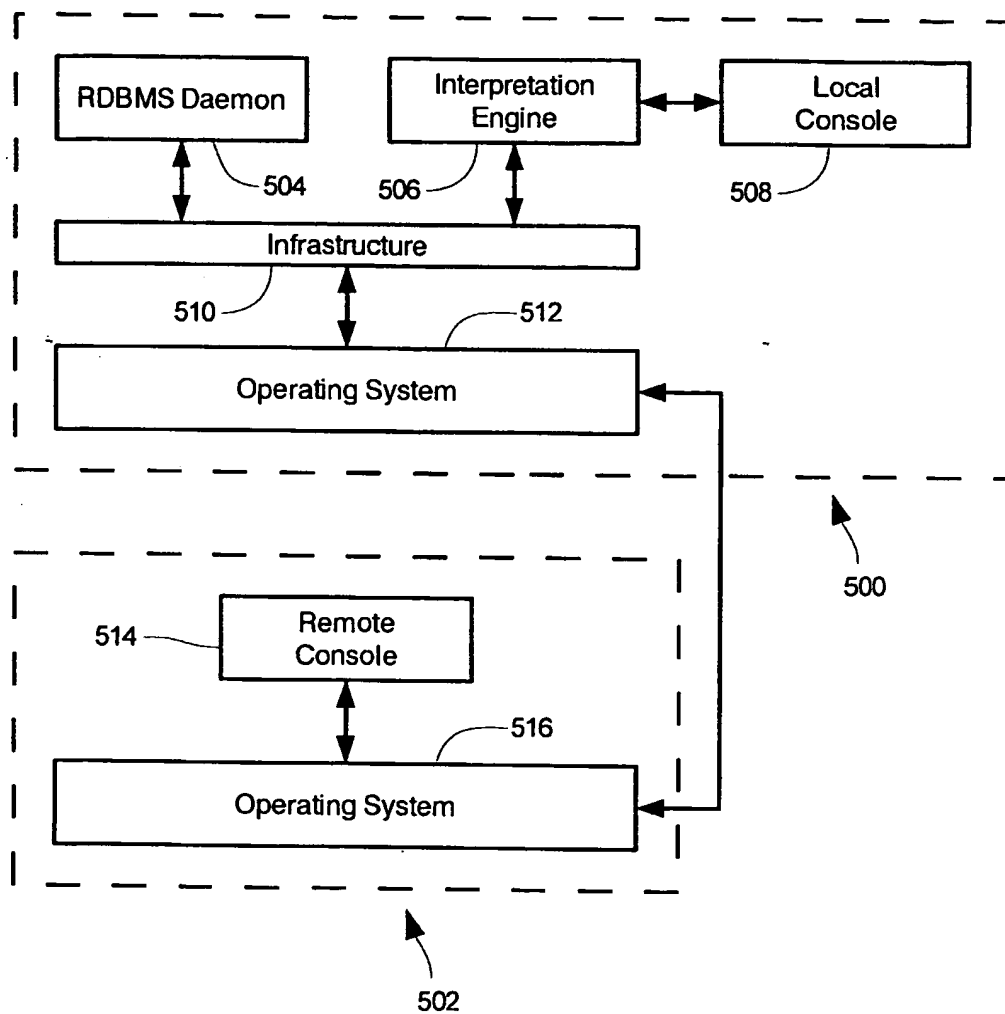 RDBMS Daemon
504
Interpretation
Engine
506
Local
Console
508
Infrastructure
510
512
Operating System
500
514
Remote
Console
516
Operating System
502